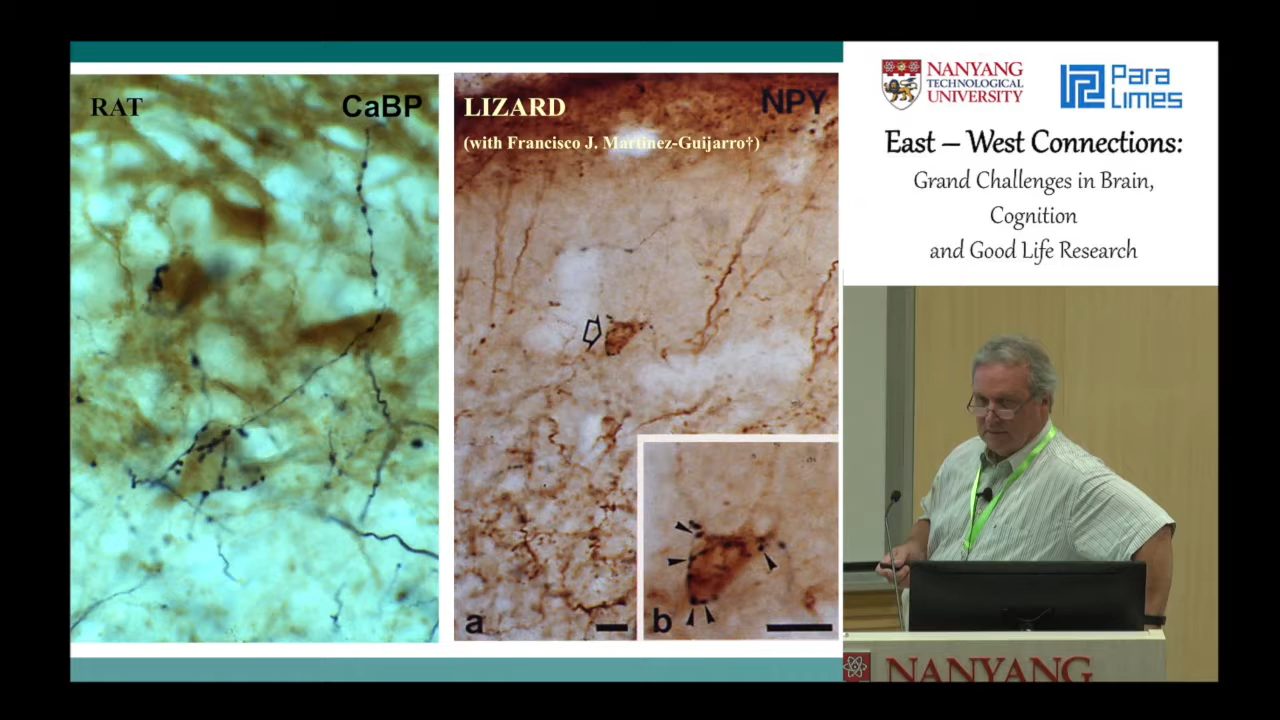 RAT
CaBP
LIZARD
NPY
(with Francisco J. Martínez-Guijarro†)
a
b
NANYANG
TECHNOLOGICAL
UNIVERSITY
Para
Limes
East – West Connections:
Grand Challenges in Brain,
Cognition
and Good Life Research
NANYANG